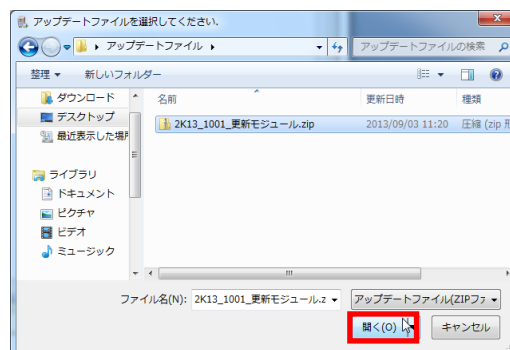 アップデートファイルを選択してください.
アップデートファイル
アップデートファイルの検索
整理
新しいフォルダー
名前
更新日時
種類
ダウンロード
デスクトップ
2K13_1001_更新モジュール.zip
2013/09/03 11:20
圧縮 (zip 形
最近表示した場所
ライブラリ
ドキュメント
ピクチャ
ビデオ
ミュージック
ファイル名(N):
2K13_1001_更新モジュール.z
アップデートファイル(ZIPファ
開く(O)
キャンセル